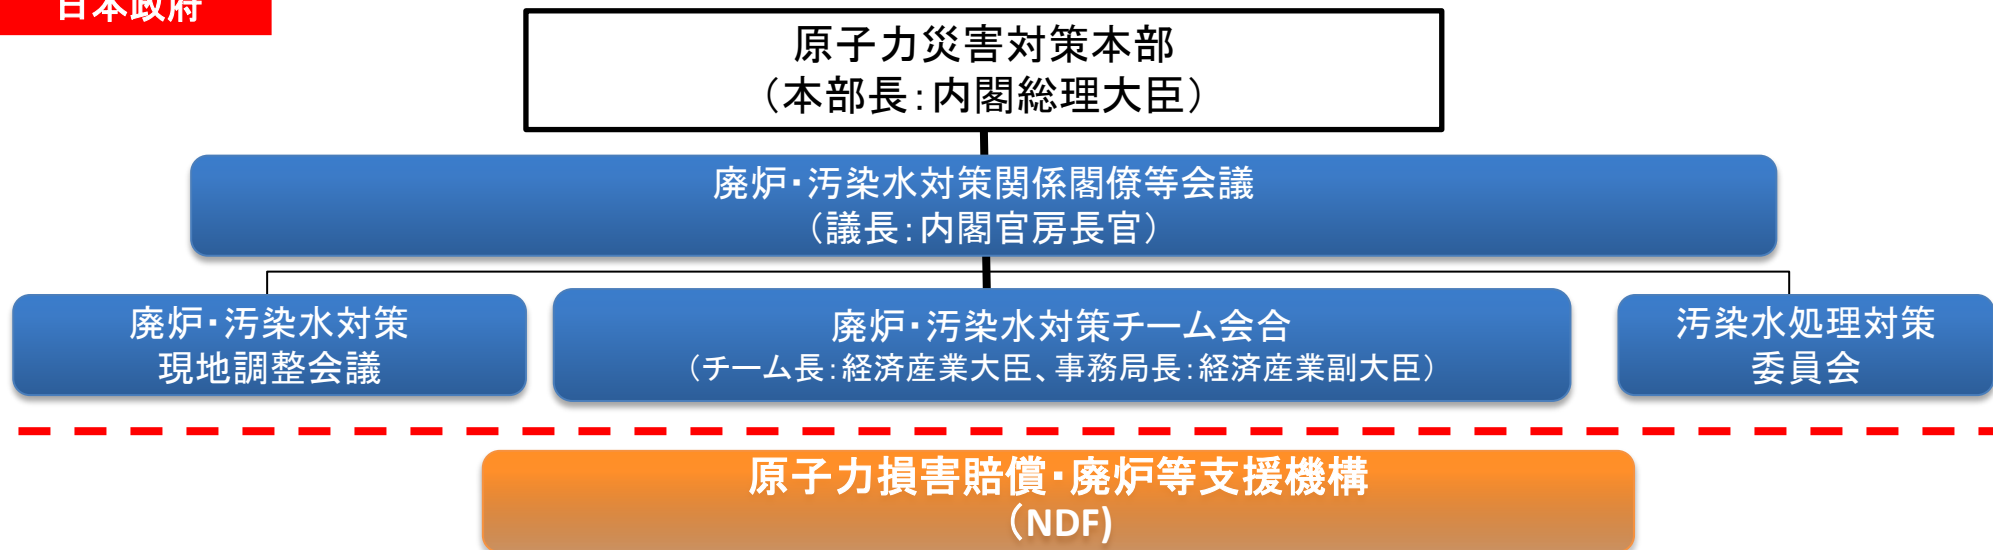 日本政府
原子力災害対策本部
（本部長：内閣総理大臣）
廃炉・汚染水対策関係閣僚等会議
（議長：内閣官房長官）
廃炉・汚染水対策
現地調整会議
廃炉・汚染水対策チーム会合
（チーム長：経済産業大臣、事務局長：経済産業副大臣）
汚染水処理対策
委員会
原子力損害賠償・廃炉等支援機構
（NDF)